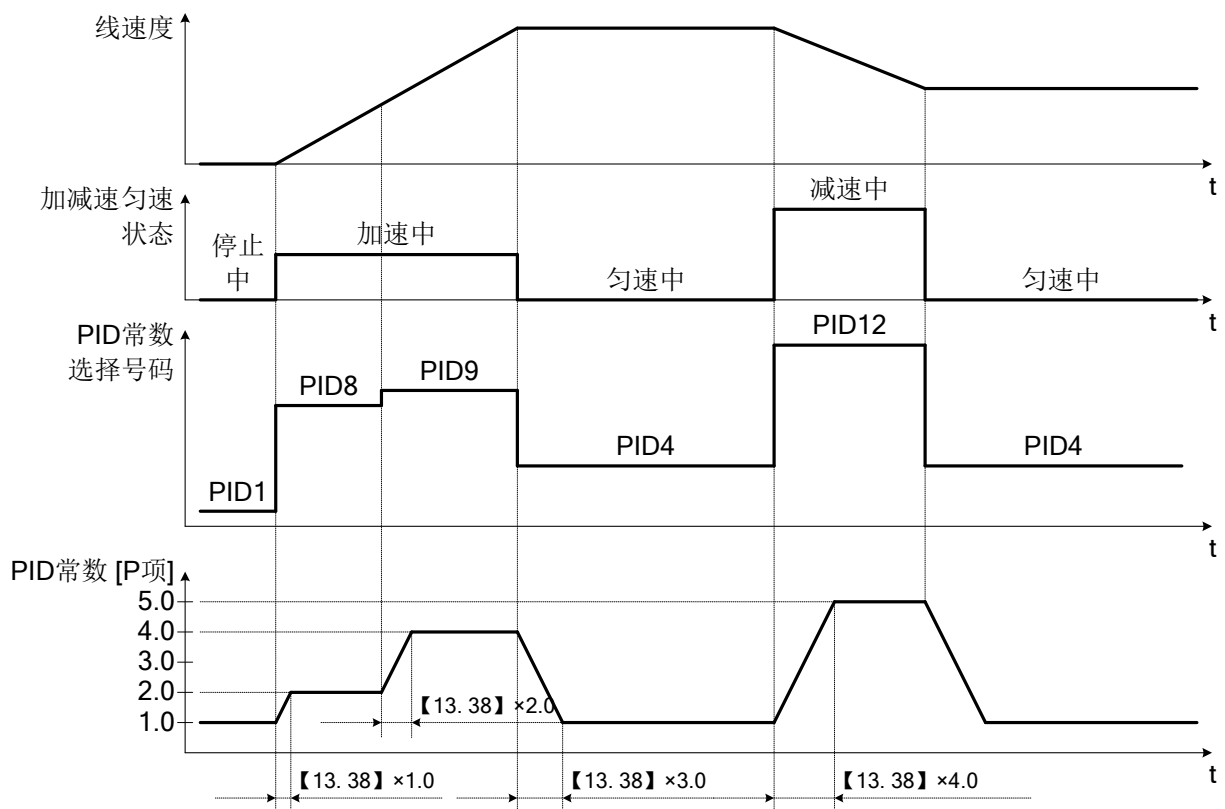 线速度
t
加减速匀速
状态
停止
中
加速中
匀速中
减速中
匀速中
t
PID常数
选择号码
PID1
PID8
PID9
PID4
PID12
PID4
t
PID常数 [P项]
5.0
4.0
3.0
2.0
1.0
【13.38】×2.0
t
【13.38】×1.0
【13.38】×3.0
【13.38】×4.0